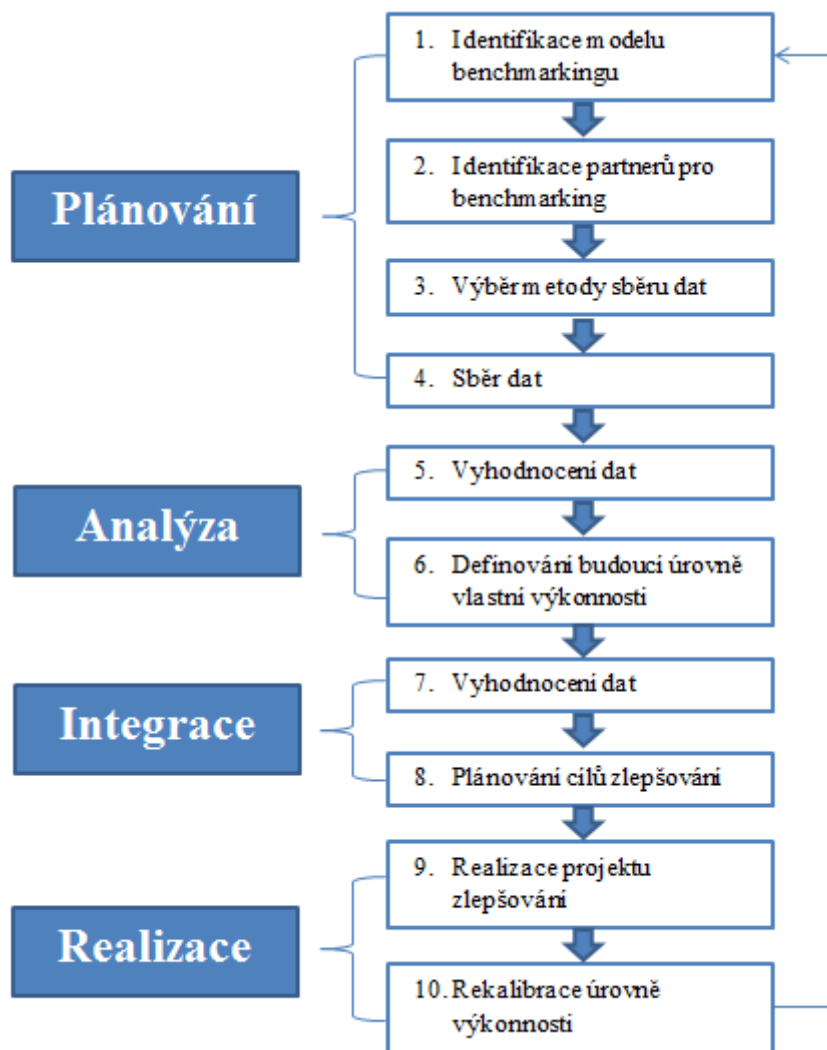 Plánování
1. Identifikace modelu
benchmarkingu
2. Identifikace partnerů pro
benchmarking
3. Výběr metody sběru dat
4. Sběr dat
Analýza
5. Vyhodnocení dat
6. Definování budoucí úrovně
vlastní výkonnosti
Integrace
7. Vyhodnocení dat
8. Plánování cílů zlepšování
Realizace
9. Realizace projektu
zlepšování
10. Rekalibrace úrovně
výkonnosti